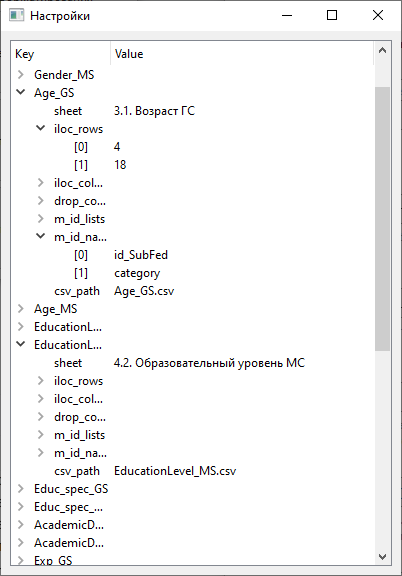 Настройки
Key Value
Gender_MS
Age_GS
sheet 3.1. Возраст ГС
iloc_rows
[0] 4
[1] 18
iloc_col...
drop_co...
m_id_lists
m_id_na...
[0] id_SubFed
[1] category
csv_path Age_GS.csv
Age_MS
EducationL...
EducationL...
sheet 4.2. Образовательный уровень МС
iloc_rows
iloc_col...
drop_co...
m_id_lists
m_id_na...
csv_path EducationLevel_MS.csv
Educ_spec_GS
Educ_spec_...
AcademicD...
AcademicD...
Exp_GS